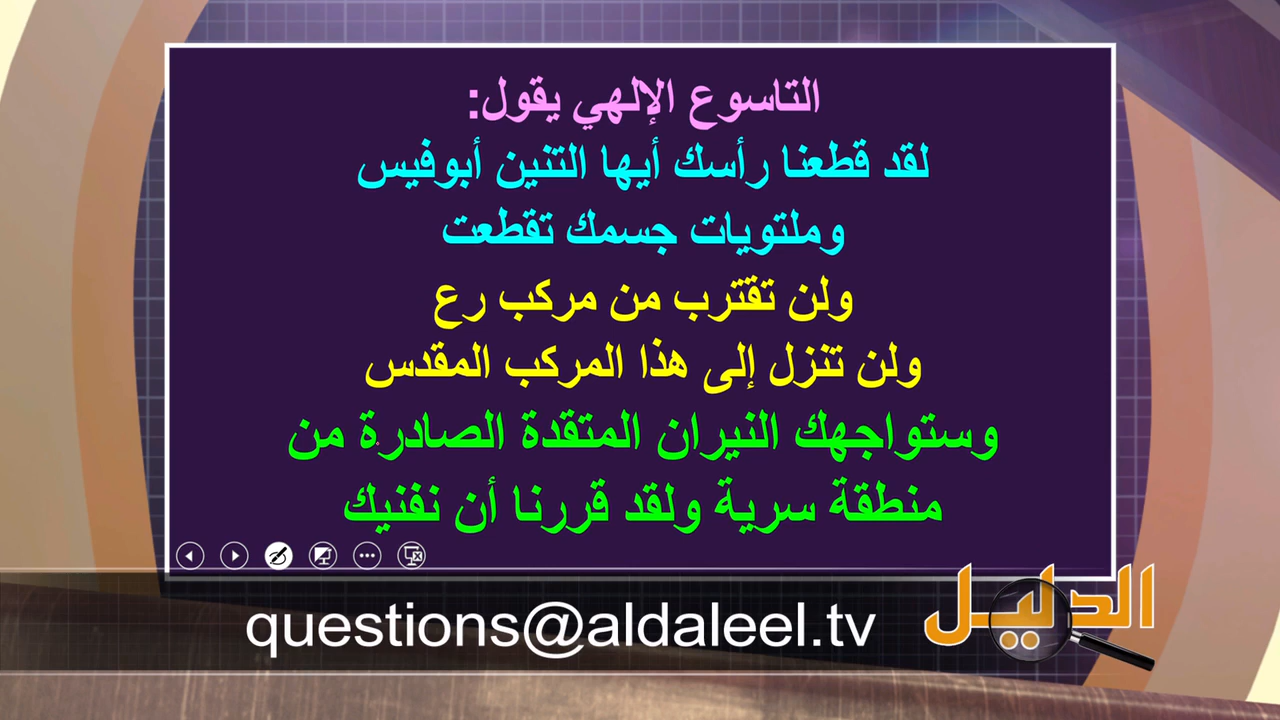 التاسوع الإلهي يقول:
لقد قطعنا رأسك أيها التنين أبوفيس
وملتويات جسمك تقطعت
ولن تقترب من مركب رع
ولن تنزل إلى هذا المركب المقدس
وستواجهك النيران المتقدة الصادرة من
منطقة سرية ولقد قررنا أن نفنيك
الدليل
questions@aldaleel.tv